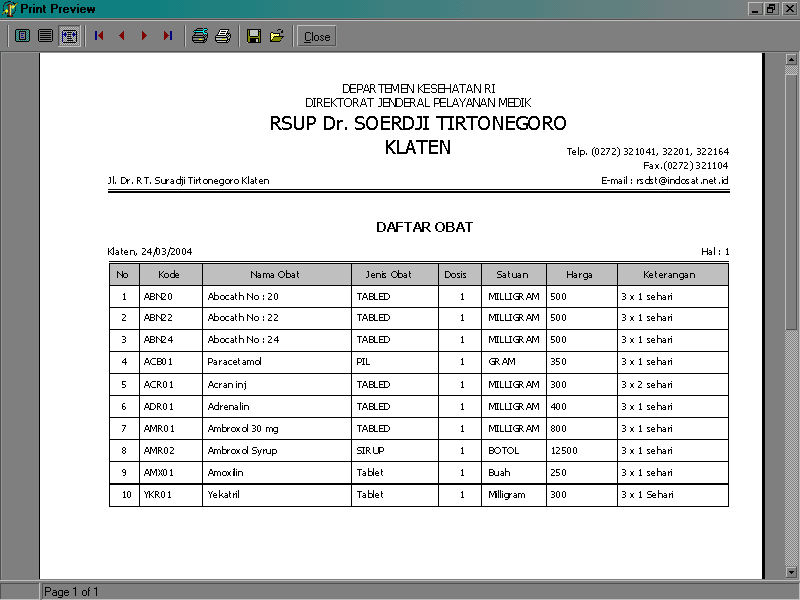 Print Preview
Close
DEPARTEMEN KESEHATAN RI
DIREKTORAT JENDERAL PELAYANAN MEDIK
RSUP Dr. SOERDJI TIRTONEGORO
KLATEN
Telp. (0272) 321041, 32201, 322164
Fax.(0272) 321104
Jl. Dr. RT. Suradji Tirtonegoro Klaten E-mail : rsdst@indosat.net.id
DAFTAR OBAT
Klaten, 24/03/2004 Hal : 1
No Kode Nama Obat Jenis Obat Dosis Satuan Harga Keterangan
1 ABN20 Abocath No : 20 TABLED 1 MILLIGRAM 500 3 x 1 sehari
2 ABN22 Abocath No : 22 TABLED 1 MILLIGRAM 500 3 x 1 sehari
3 ABN24 Abocath No : 24 TABLED 1 MILLIGRAM 500 3 x 1 sehari
4 ACB01 Paracetamol PIL 1 GRAM 350 3 x 1 sehari
5 ACR01 Acran inj TABLED 1 MILLIGRAM 300 3 x 2 sehari
6 ADR01 Adrenalin TABLED 1 MILLIGRAM 400 3 x 1 sehari
7 AMR01 Ambroxol 30 mg TABLED 1 MILLIGRAM 800 3 x 1 sehari
8 AMR02 Ambroxol Syrup SIRUP 1 BOTOL 12500 3 x 1 sehari
9 AMX01 Amoxilin Tablet 1 Buah 250 3 x 1 sehari
10 YKR01 Yekatril Tablet 1 Milligram 300 3 x 1 Sehari
Page 1 of 1